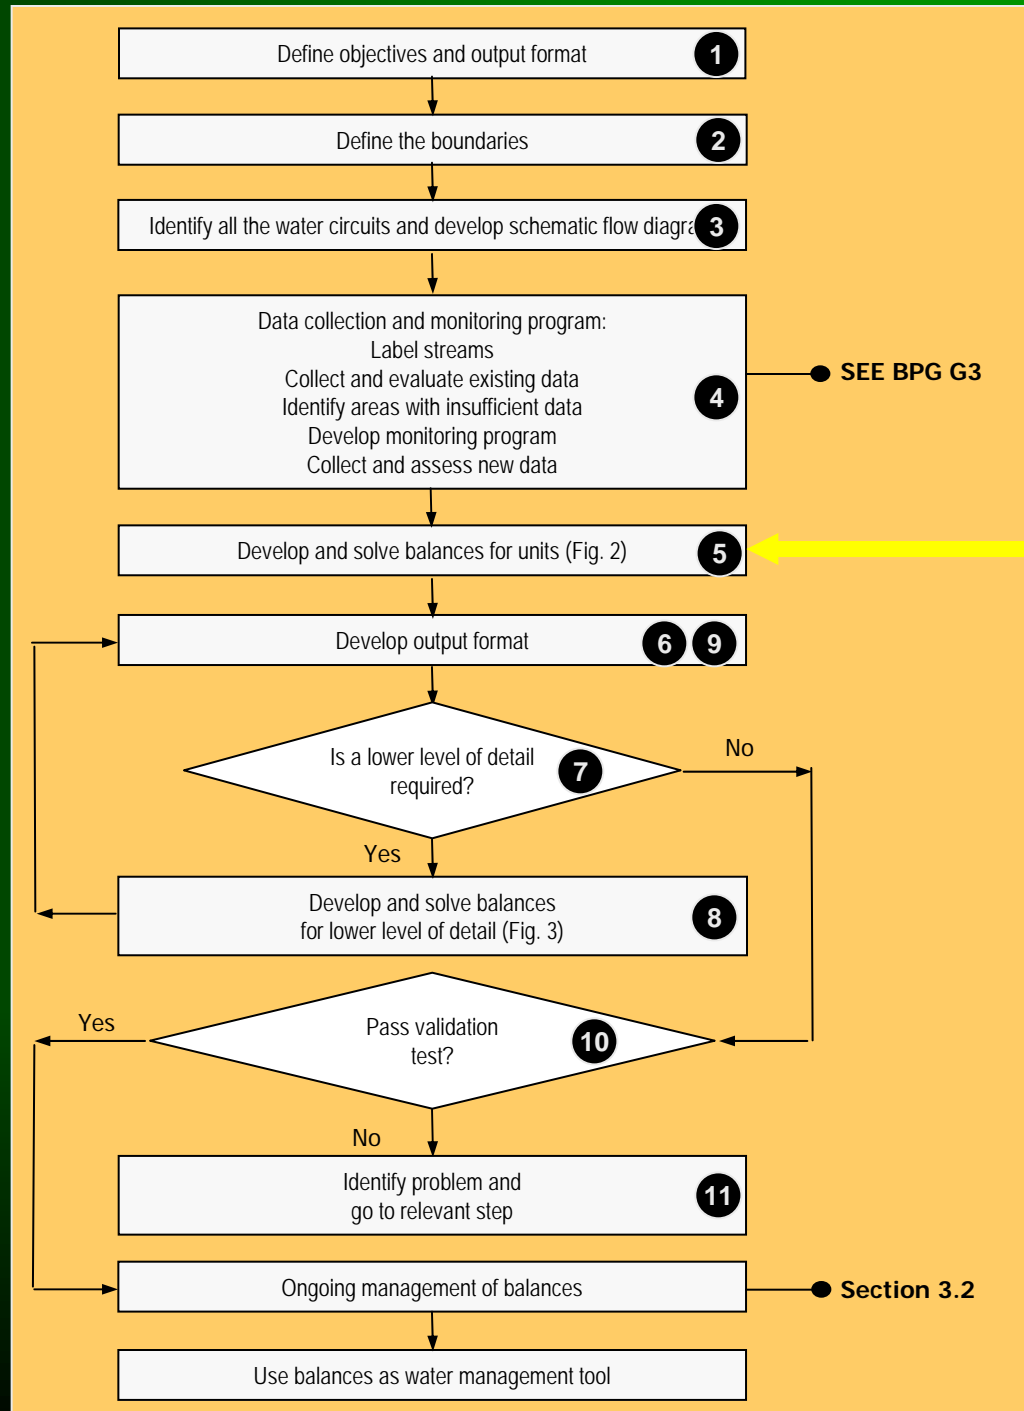 Define objectives and output format 1
Define the boundaries 2
Identify all the water circuits and develop schematic flow diagra 3
Data collection and monitoring program:
Label streams
Collect and evaluate existing data
Identify areas with insufficient data
Develop monitoring program
Collect and assess new data
4
SEE BPG G3
Develop and solve balances for units (Fig. 2) 5
Develop output format 6 9
Is a lower level of detail
required?
7
No
Yes
Develop and solve balances
for lower level of detail (Fig. 3)
8
Pass validation
test?
10
Yes
No
Identify problem and
go to relevant step
11
Ongoing management of balances
Section 3.2
Use balances as water management tool